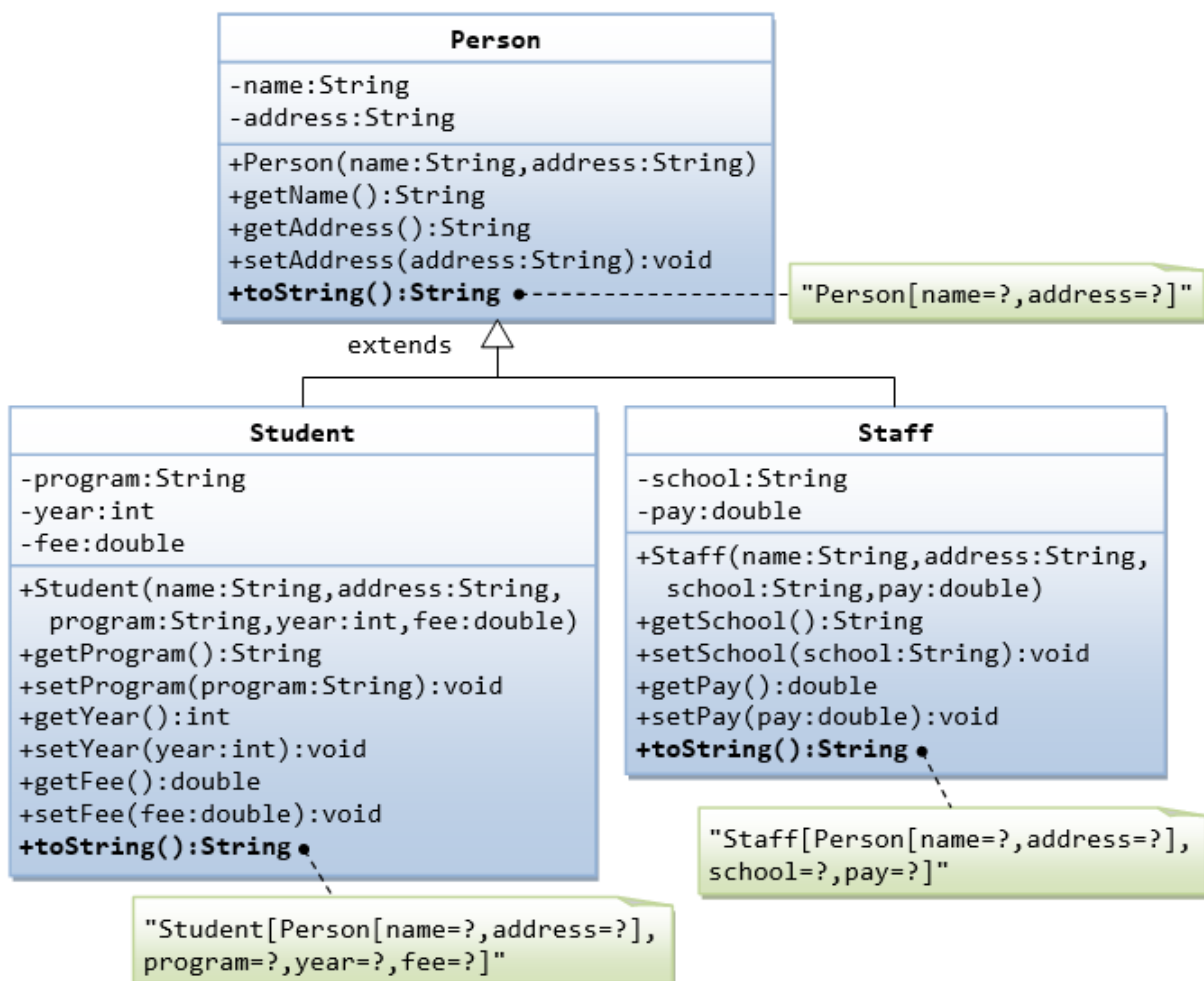 Person
-name:String
-address:String
+Person(name:String,address:String)
+getName():String
+getAddress():String
+setAddress(address:String):void
+toString():String
"Person[name=?,address=?]"
extends
Student
-program:String
-year:int
-fee:double
+Student(name:String,address:String,
program:String,year:int,fee:double)
+getProgram():String
+setProgram(program:String):void
+getYear():int
+setYear(year:int):void
+getFee():double
+setFee(fee:double):void
+toString():String
"Student[Person[name=?,address=?],
program=?,year=?,fee=?]"
Staff
-school:String
-pay:double
+Staff(name:String,address:String,
school:String,pay:double)
+getSchool():String
+setSchool(school:String):void
+getPay():double
+setPay(pay:double):void
+toString():String
"Staff[Person[name=?,address=?],
school=?,pay=?]"